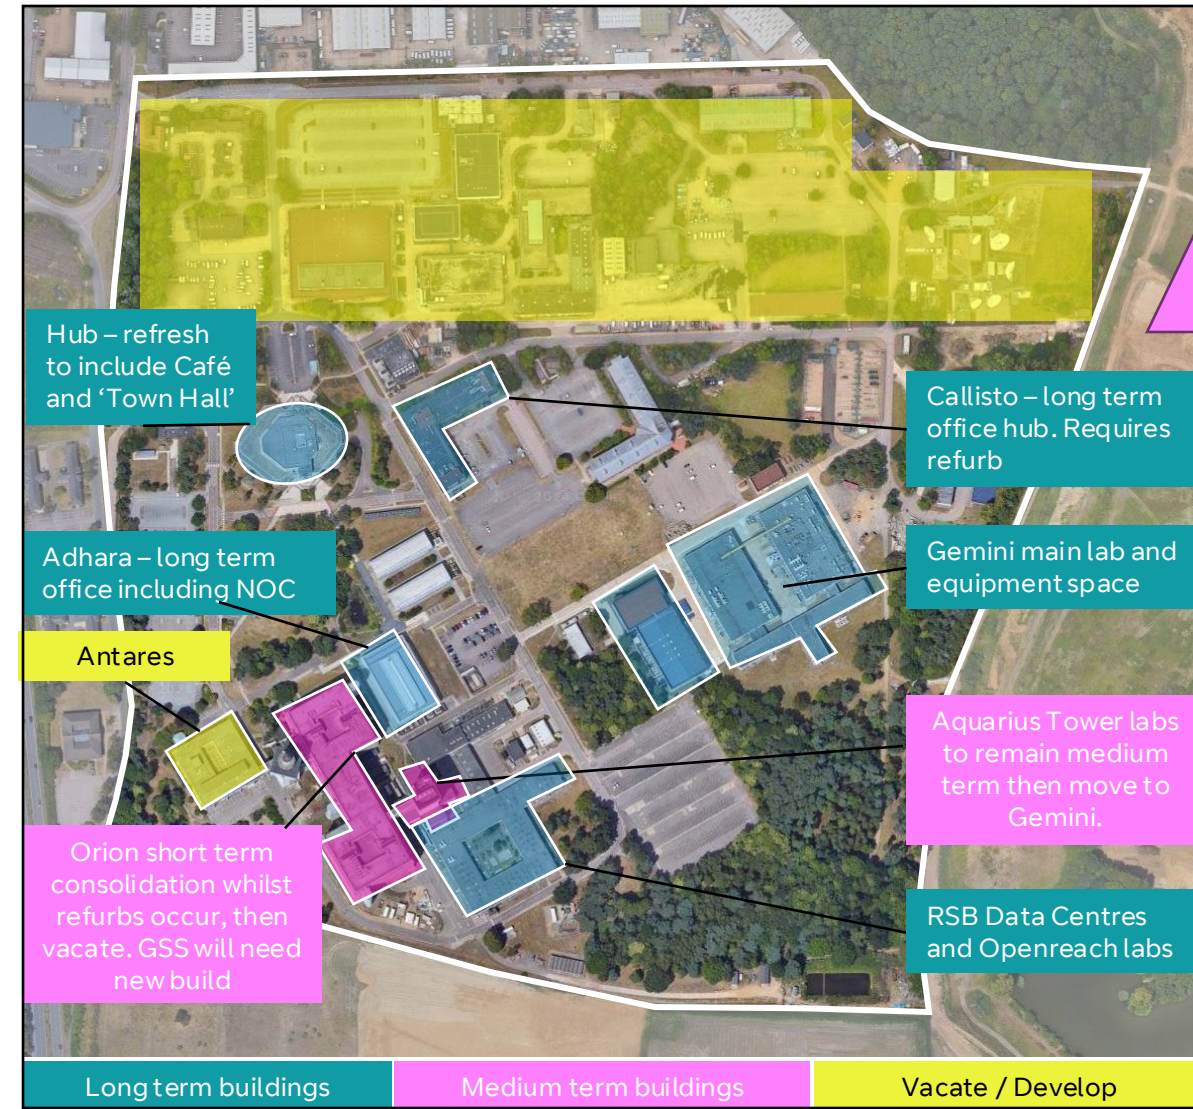 Hub – refresh
to include Café
and ‘Town Hall’
Callisto – long term
office hub. Requires
refurb
Adhara – long term
office including NOC
Gemini main lab and
equipment space
Antares
Aquarius Tower labs
to remain medium
term then move to
Gemini.
Orion short term
consolidation whilst
refurbs occur, then
vacate. GSS will need
new build
RSB Data Centres
and Openreach labs
Long term buildings
Medium term buildings
Vacate / Develop